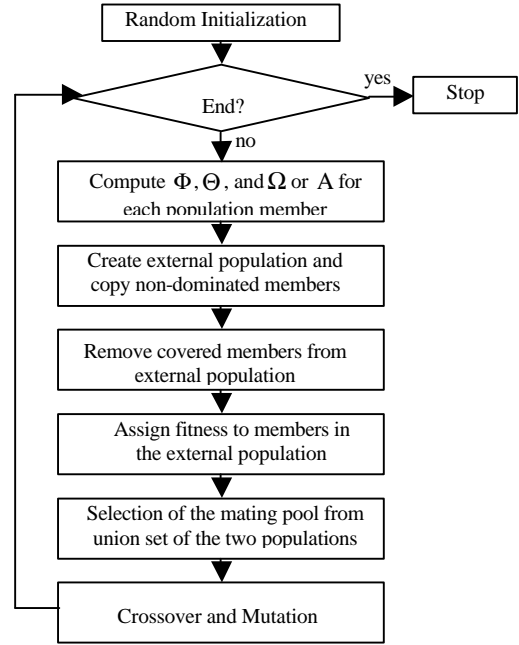 Random Initialization
yes
Stop
End?
no
Compute Φ, Θ, and Ω or A for
each population member
Create external population and
copy non-dominated members
Remove covered members from
external population
Assign fitness to members in
the external population
Selection of the mating pool from
union set of the two populations
Crossover and Mutation